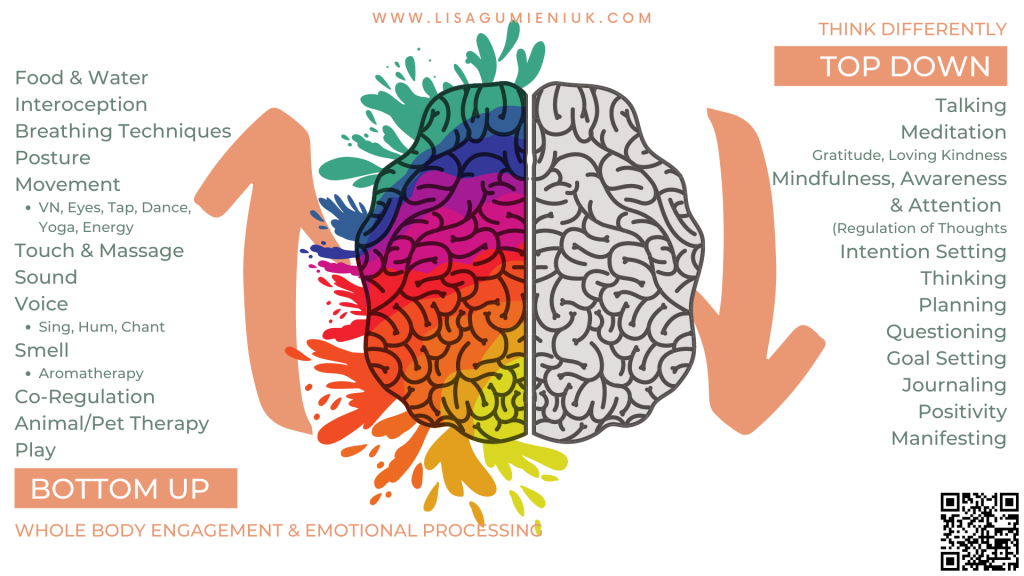 WWW.LISAGUMIENIUK.COM
Food & Water
Interoception
Breathing Techniques
Posture
Movement
• VN, Eyes, Tap, Dance,
Yoga, Energy
Touch & Massage
Sound
Voice
• Sing, Hum, Chant
Smell
• Aromatherapy
Co-Regulation
Animal/Pet Therapy
Play
BOTTOM UP
WHOLE BODY ENGAGEMENT & EMOTIONAL PROCESSING
THINK DIFFERENTLY
TOP DOWN
Talking
Meditation
Gratitude, Loving Kindness
Mindfulness, Awareness
& Attention
(Regulation of Thoughts
Intention Setting
Thinking
Planning
Questioning
Goal Setting
Journaling
Positivity
Manifesting